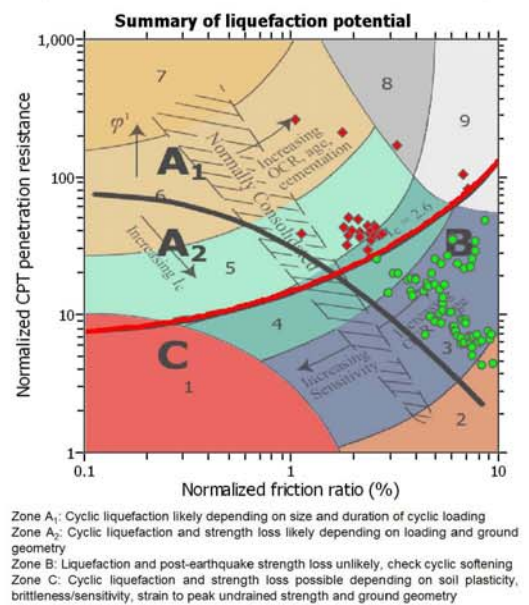 Summary of liquefaction potential
Normalized CPT penetration resistance
1,000
100
10
1
7
8
9
φ'
A1
Normally Consolidated
Increasing OCR, age, cementation
6
A2
Increasing Ic
5
= 2.6
B
4
3
C
1
Increasing Sensitivity
2
0.1
1
10
Normalized friction ratio (%)
Zone A1: Cyclic liquefaction likely depending on size and duration of cyclic loading
Zone A2: Cyclic liquefaction and strength loss likely depending on loading and ground
geometry
Zone B: Liquefaction and post-earthquake strength loss unlikely, check cyclic softening
Zone C: Cyclic liquefaction and strength loss possible depending on soil plasticity,
brittleness/sensitivity, strain to peak undrained strength and ground geometry